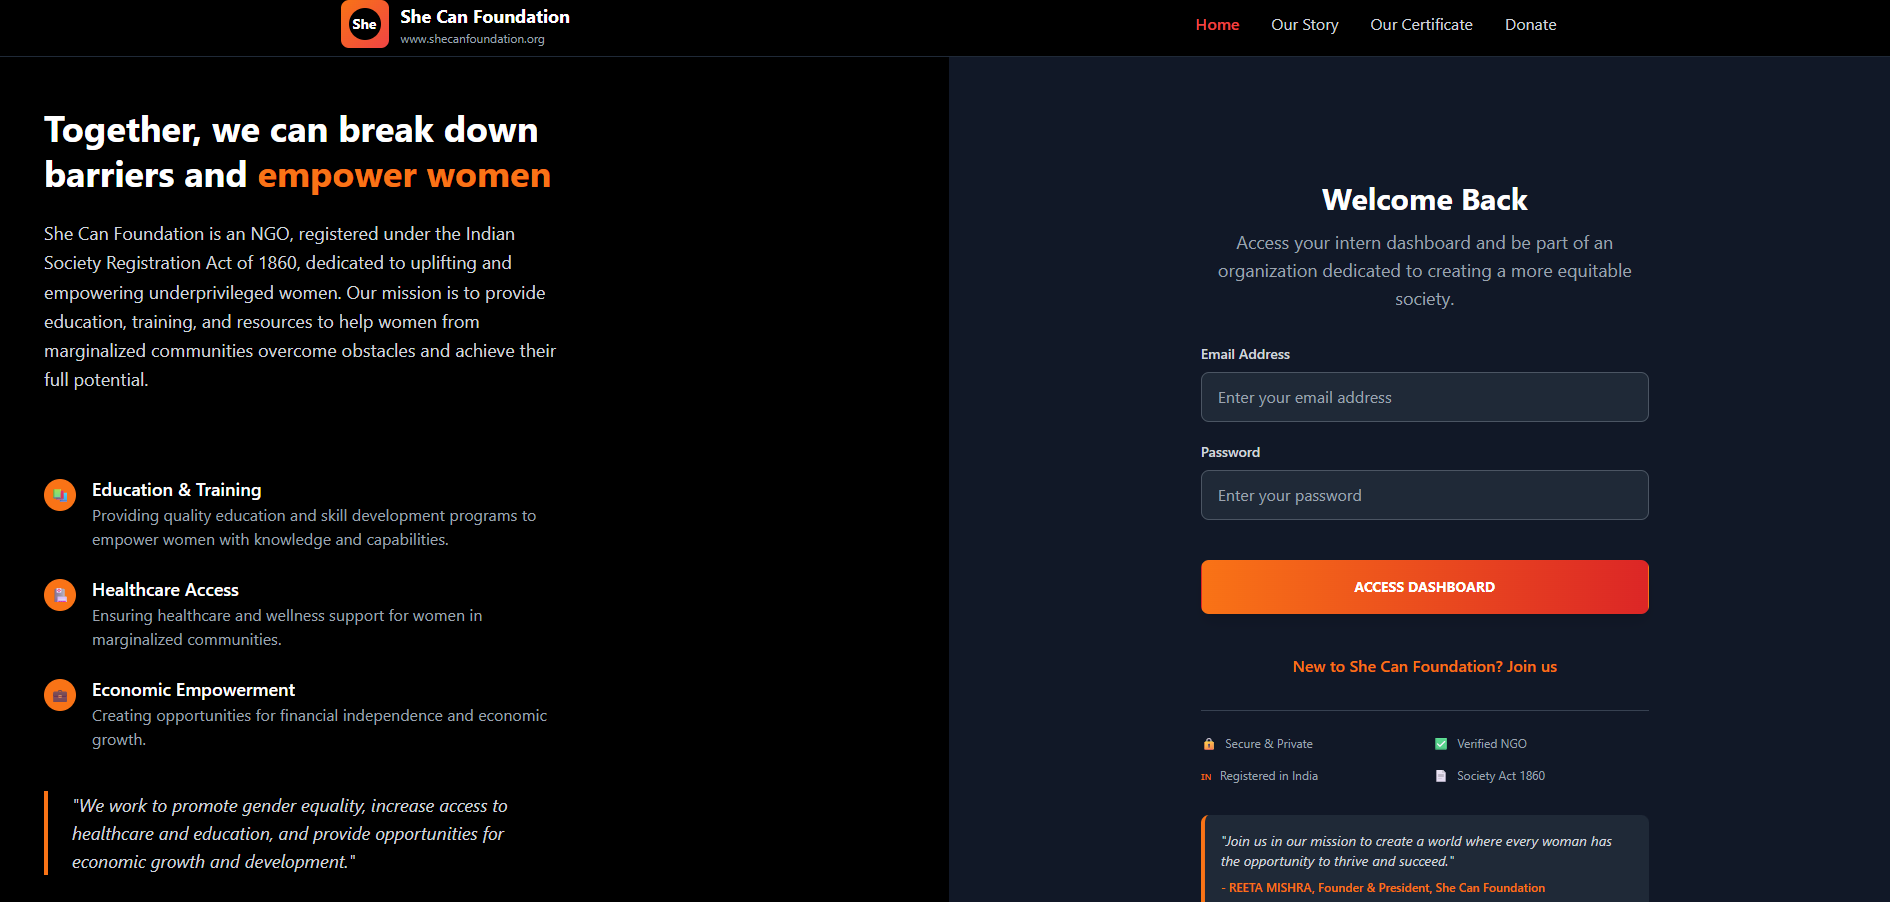 She
She Can Foundation
www.shecanfoundation.org
Home
Our Story
Our Certificate
Donate
Together, we can break down
barriers and empower women
She Can Foundation is an NGO, registered under the Indian
Society Registration Act of 1860, dedicated to uplifting and
empowering underprivileged women. Our mission is to provide
education, training, and resources to help women from
marginalized communities overcome obstacles and achieve their
full potential.
Education & Training
Providing quality education and skill development programs to
empower women with knowledge and capabilities.
Healthcare Access
Ensuring healthcare and wellness support for women in
marginalized communities.
Economic Empowerment
Creating opportunities for financial independence and economic
growth.
"We work to promote gender equality, increase access to
healthcare and education, and provide opportunities for
economic growth and development."
Welcome Back
Access your intern dashboard and be part of an
organization dedicated to creating a more equitable
society.
Email Address
Enter your email address
Password
Enter your password
ACCESS DASHBOARD
New to She Can Foundation? Join us
Secure & Private
Verified NGO
IN Registered in India
Society Act 1860
"Join us in our mission to create a world where every woman has
the opportunity to thrive and succeed."
- REETA MISHRA, Founder & President, She Can Foundation